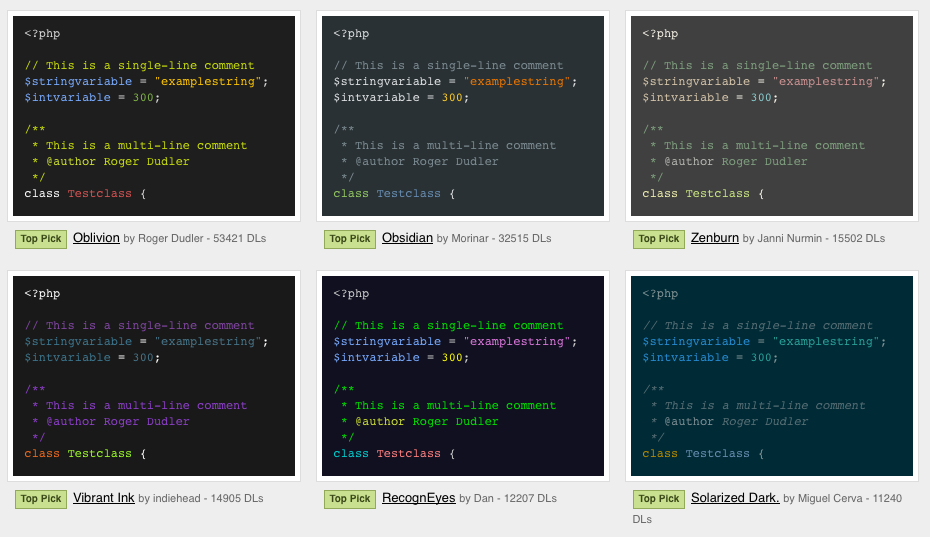 <?php
// This is a single-line comment
$stringvariable = "examplestring";
$intvariable = 300;
/**
 * This is a multi-line comment
 * @author Roger Dudler
 */
class Testclass {
Top Pick Oblivion by Roger Dudler - 53421 DLs
<?php
// This is a single-line comment
$stringvariable = "examplestring";
$intvariable = 300;
/**
 * This is a multi-line comment
 * @author Roger Dudler
 */
class Testclass {
Top Pick Obsidian by Morinar - 32515 DLs
<?php
// This is a single-line comment
$stringvariable = "examplestring";
$intvariable = 300;
/**
 * This is a multi-line comment
 * @author Roger Dudler
 */
class Testclass {
Top Pick Zenburn by Janni Nurmin - 15502 DLs
<?php
// This is a single-line comment
$stringvariable = "examplestring";
$intvariable = 300;
/**
 * This is a multi-line comment
 * @author Roger Dudler
 */
class Testclass {
Top Pick Vibrant Ink by indiehead - 14905 DLs
<?php
// This is a single-line comment
$stringvariable = "examplestring";
$intvariable = 300;
/**
 * This is a multi-line comment
 * @author Roger Dudler
 */
class Testclass {
Top Pick RecognEyes by Dan - 12207 DLs
<?php
// This is a single-line comment
$stringvariable = "examplestring";
$intvariable = 300;
/**
 * This is a multi-line comment
 * @author Roger Dudler
 */
class Testclass {
Top Pick Solarized Dark. by Miguel Cerva - 11240
DLs